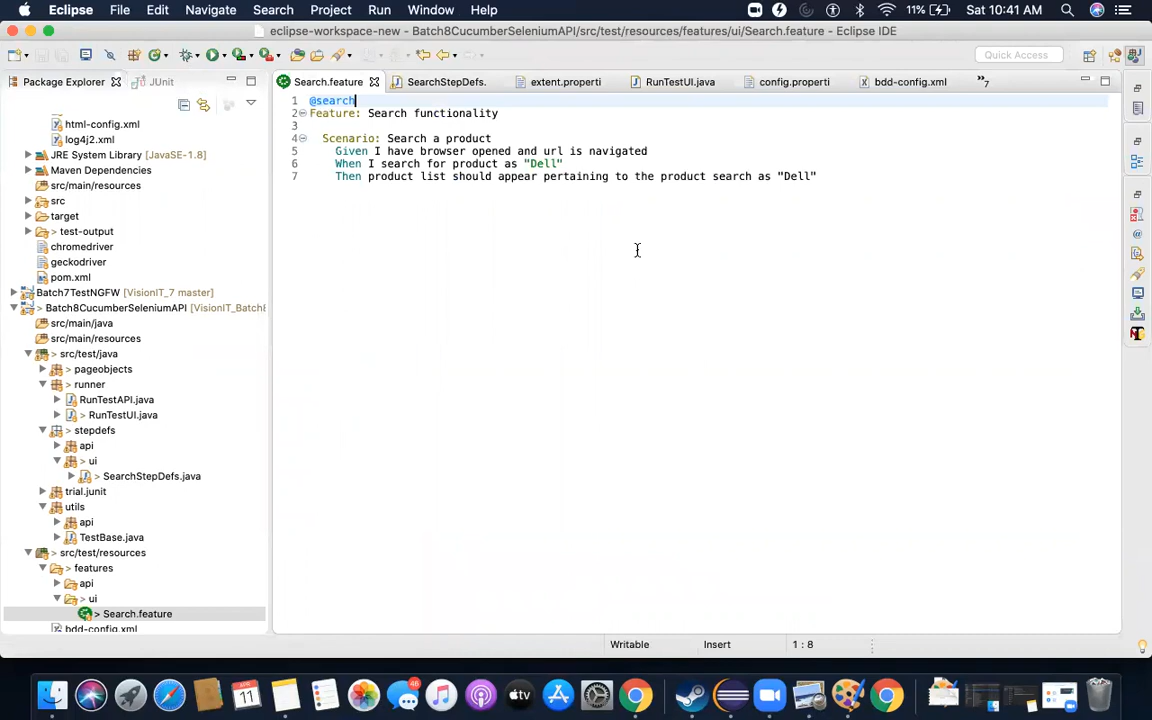 Eclipse File Edit Navigate Search Project Run Window Help 11% Sat 10:41 AM
eclipse-workspace-new - Batch8CucumberSeleniumAPI/src/test/resources/features/ui/Search.feature - Eclipse IDE
Quick Access
Package Explorer JUnit
Search.feature SearchStepDefs. extent.properti RunTestUI.java config.properti bdd-config.xml »7
1 @search
2 Feature: Search functionality
3
4 Scenario: Search a product
5 Given I have browser opened and url is navigated
6 When I search for product as "Dell"
7 Then product list should appear pertaining to the product search as "Dell"
html-config.xml
log4j2.xml
JRE System Library [JavaSE-1.8]
Maven Dependencies
src/main/resources
src
target
> test-output
chromedriver
geckodriver
pom.xml
Batch7TestNGFW [VisionIT_7 master]
> Batch8CucumberSeleniumAPI [VisionIT_Batch8
src/main/java
src/main/resources
> src/test/java
> pageobjects
> runner
RunTestAPI.java
> RunTestUI.java
> stepdefs
api
> ui
> SearchStepDefs.java
trial.junit
utils
api
TestBase.java
> src/test/resources
> features
api
> ui
> Search.feature
bdd-config.xml
Writable Insert 1 : 8
46
11